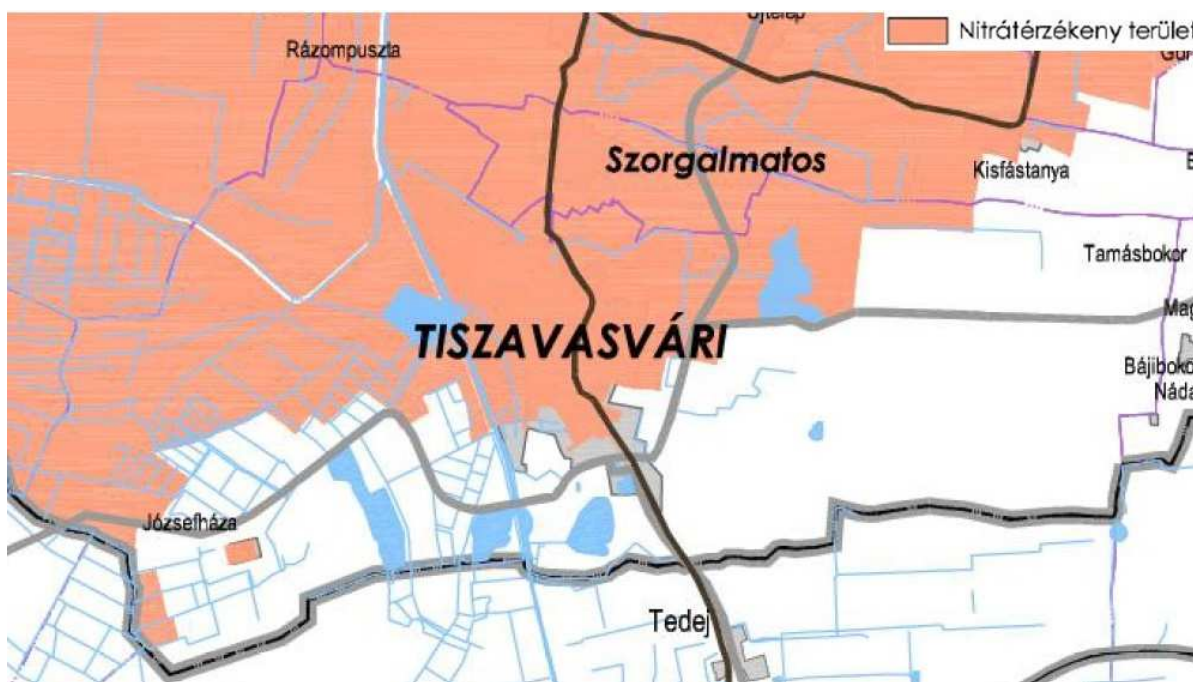 Nitrátérzékeny terület
Rázompuszta
Szorgalmatos
Kisfástanya
Tamásbokor
TISZAVASVÁRI
Józsefháza
Tedej